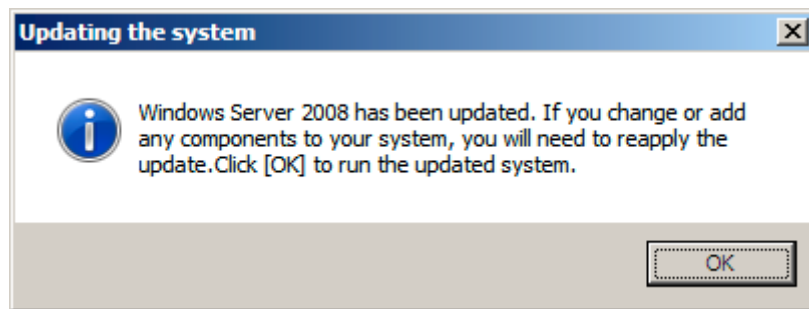 Updating the system
Windows Server 2008 has been updated. If you change or add
any components to your system, you will need to reapply the
update.Click [OK] to run the updated system.
OK